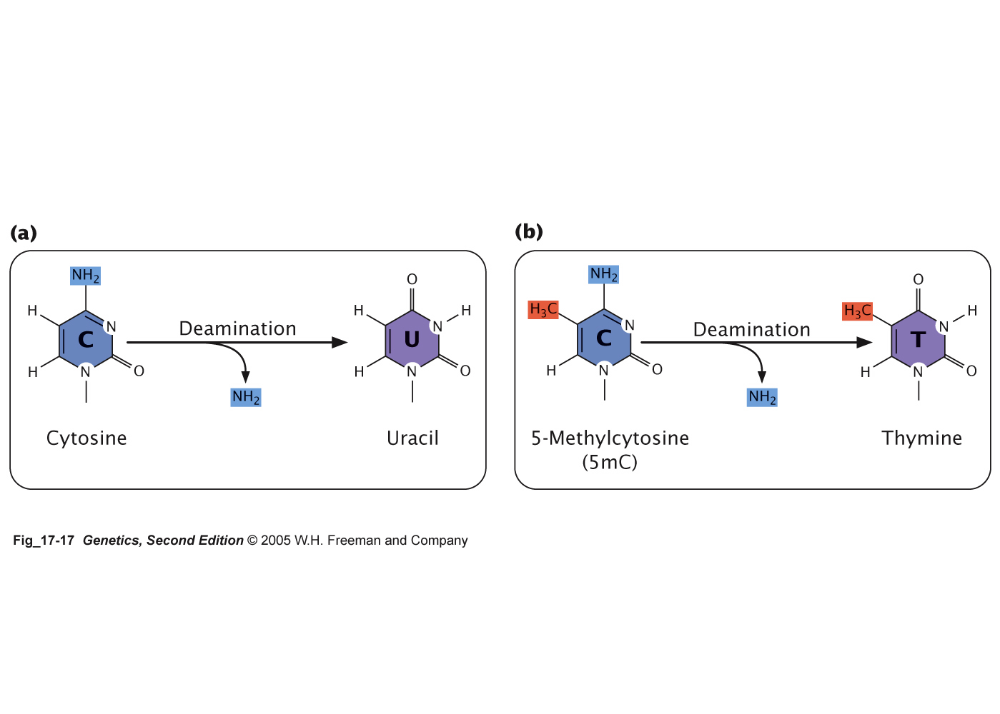 (a)
NH2
H
N
C
H
N
O
Deamination
NH2
O
H
H
N
U
H
N
O
Cytosine
Uracil
(b)
NH2
H3C
N
C
H
N
O
Deamination
NH2
O
H3C
H
N
T
H
N
O
5-Methylcytosine
(5mC)
Thymine
Fig_17-17 Genetics, Second Edition © 2005 W.H. Freeman and Company